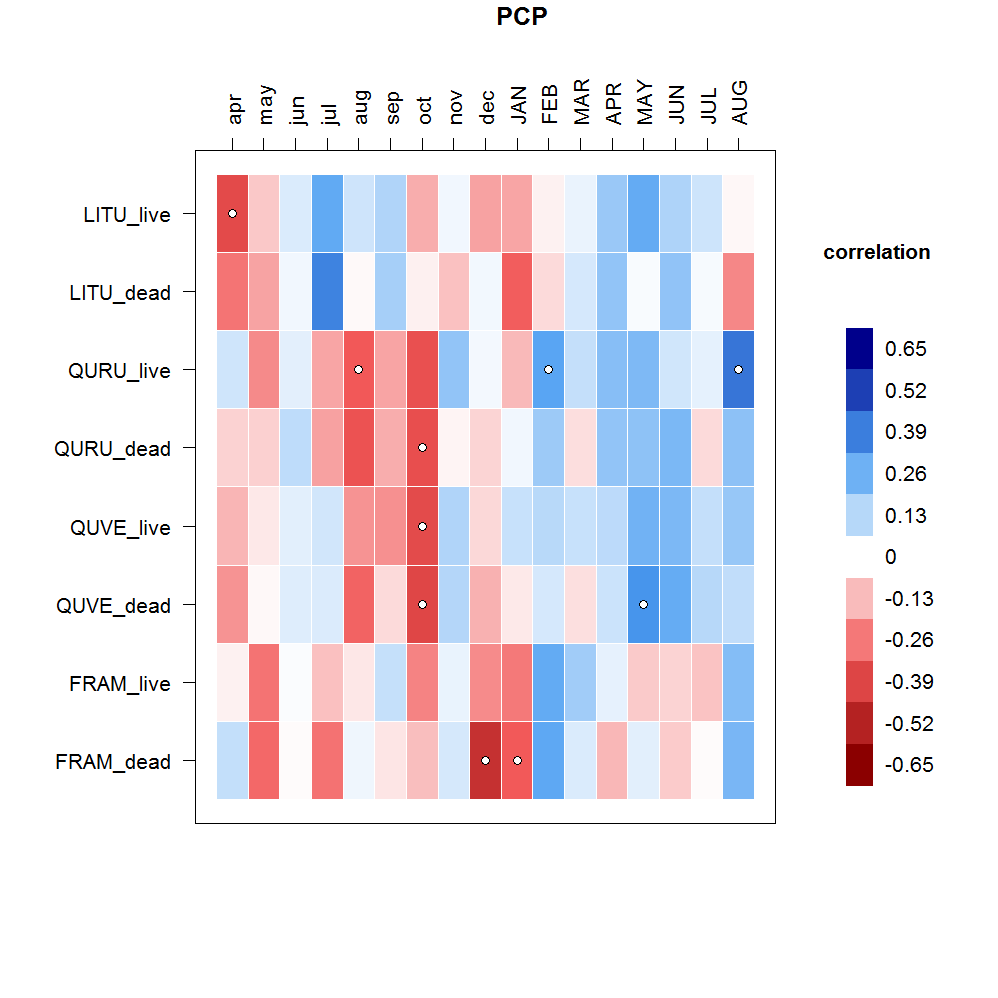 PCP
apr may jun jul aug sep oct nov dec JAN FEB MAR APR MAY JUN JUL AUG
LITU_live
LITU_dead
QURU_live
QURU_dead
QUVE_live
QUVE_dead
FRAM_live
FRAM_dead
correlation
0.65
0.52
0.39
0.26
0.13
0
-0.13
-0.26
-0.39
-0.52
-0.65